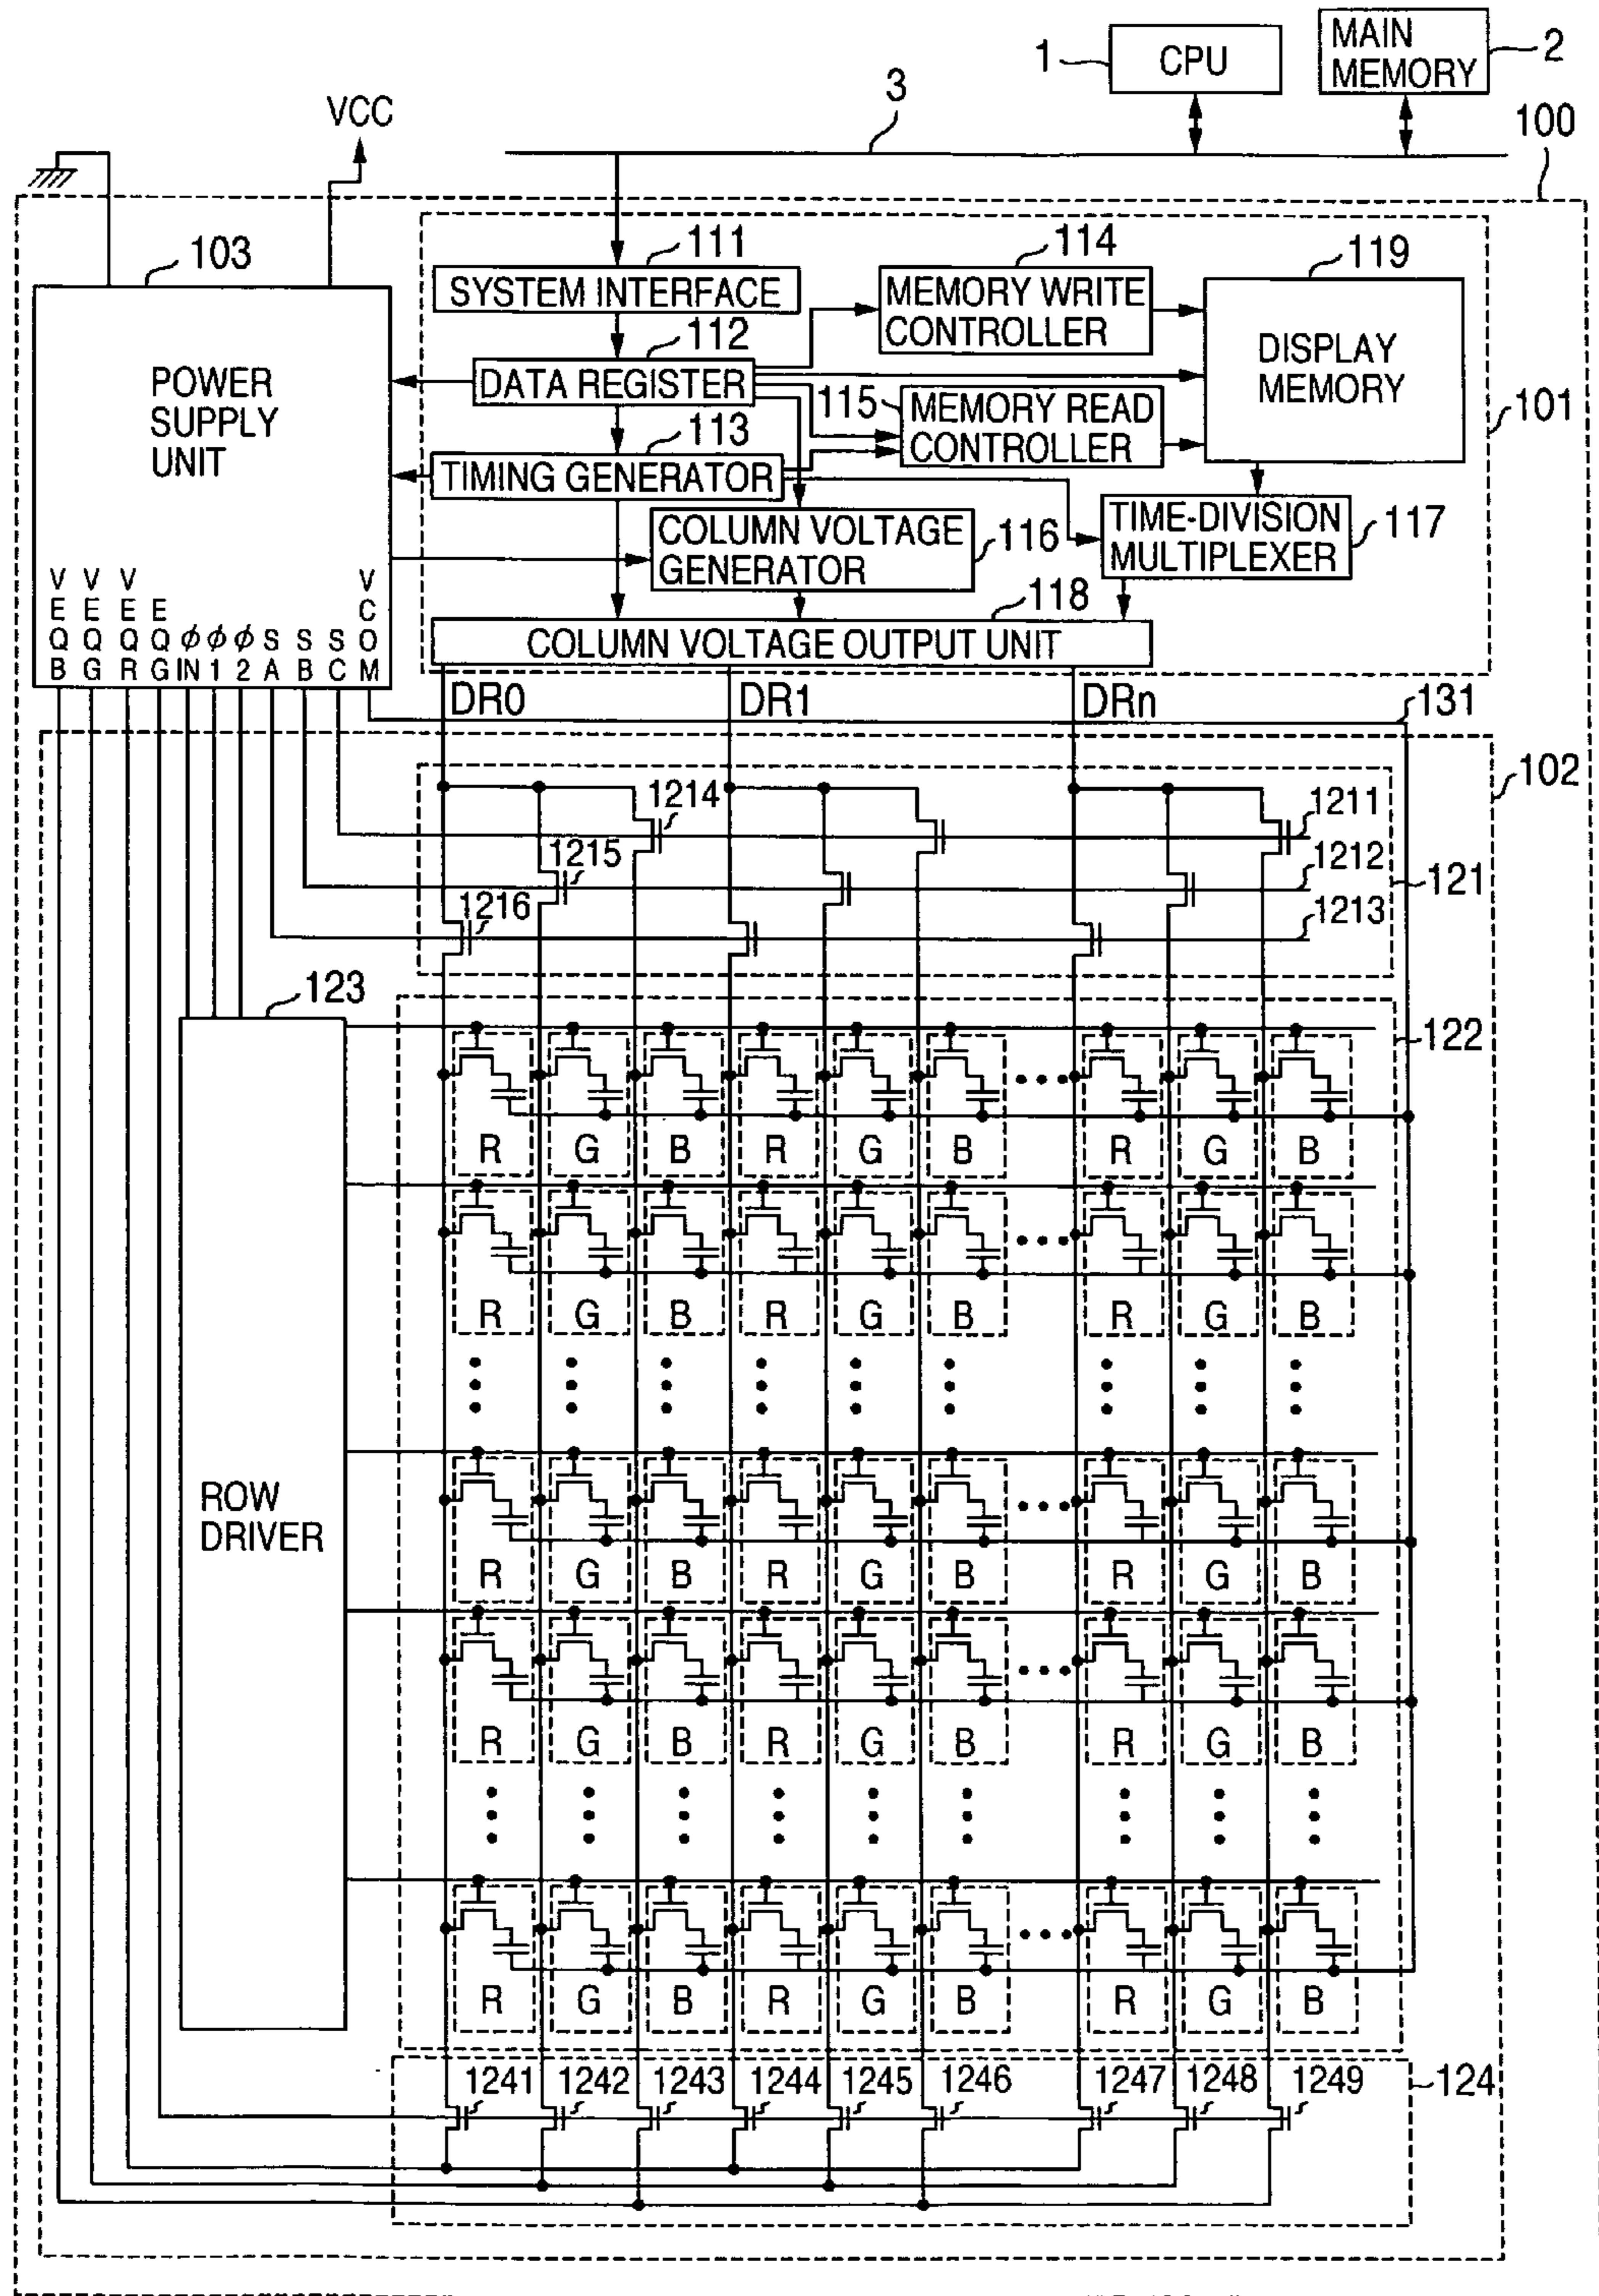 1
CPU
MAIN
MEMORY
2
3
VCC
100
103
111
114
119
SYSTEM INTERFACE
MEMORY WRITE
CONTROLLER
DISPLAY
MEMORY
112
DATA REGISTER
115
MEMORY READ
CONTROLLER
101
POWER
SUPPLY
UNIT
113
TIMING GENERATOR
COLUMN VOLTAGE
GENERATOR
116
TIME-DIVISION
MULTIPLEXER
117
118
COLUMN VOLTAGE OUTPUT UNIT
VEQB
VEQG
VEQR
EQG
ϕIN
ϕ1
ϕ2
SA
SB
SC
VCOM
DR0
DR1
DRn
131
102
1214
1211
1215
1212
121
1216
1213
123
122
R G B R G B R G B
R G B R G B R G B
ROW
DRIVER
R G B R G B R G B
R G B R G B R G B
R G B R G B R G B
1241 1242 1243 1244 1245 1246 1247 1248 1249
124